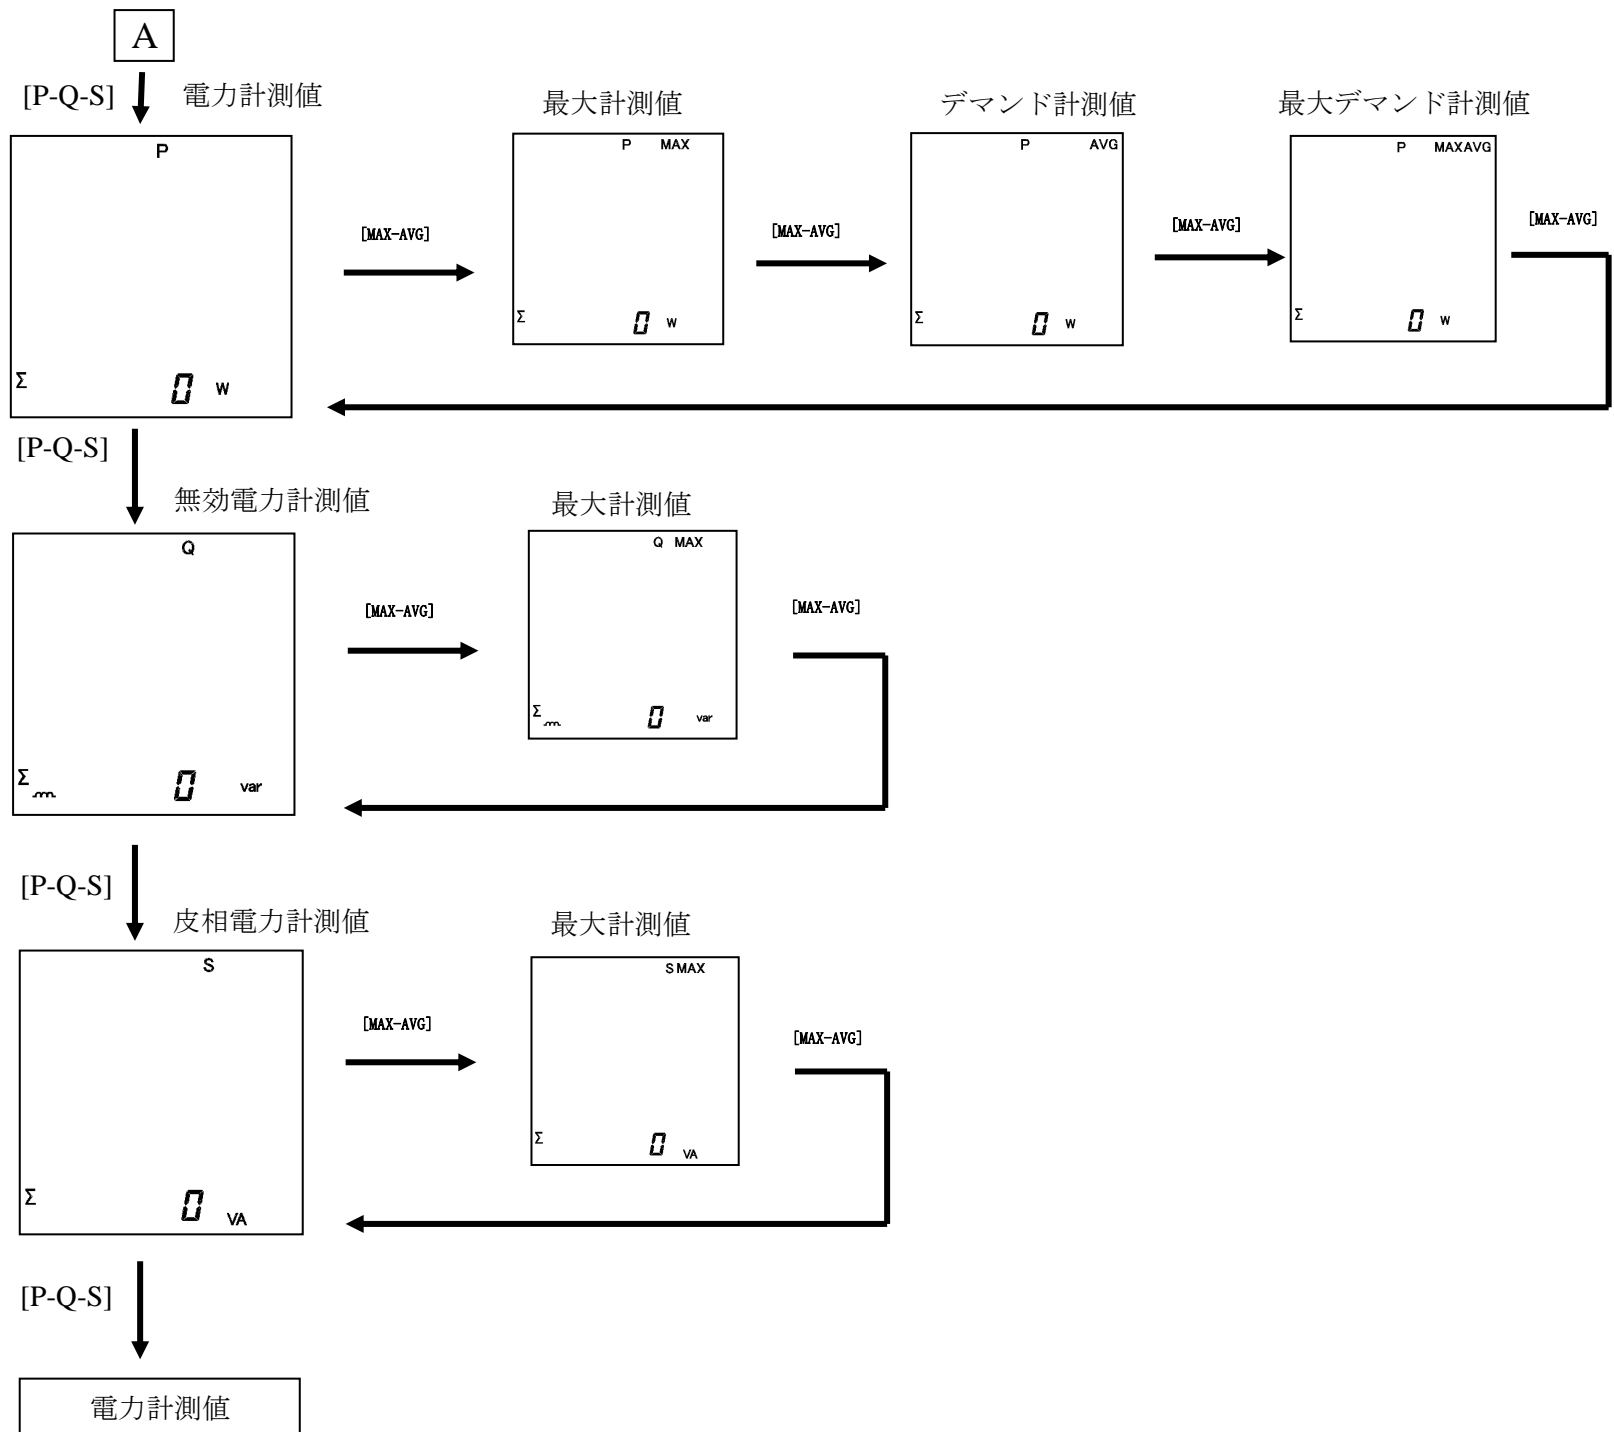 A
[P-Q-S]
電力計測値
最大計測値
デマンド計測値
最大デマンド計測値
P
P MAX
P AVG
P MAXAVG
[MAX-AVG]
[MAX-AVG]
[MAX-AVG]
[MAX-AVG]
Σ 0 W
Σ 0 W
Σ 0 W
Σ 0 W
[P-Q-S]
無効電力計測値
最大計測値
Q
Q MAX
[MAX-AVG]
[MAX-AVG]
Σ 0 var
Σ 0 var
[P-Q-S]
皮相電力計測値
最大計測値
S
S MAX
[MAX-AVG]
[MAX-AVG]
Σ 0 VA
Σ 0 VA
[P-Q-S]
電力計測値